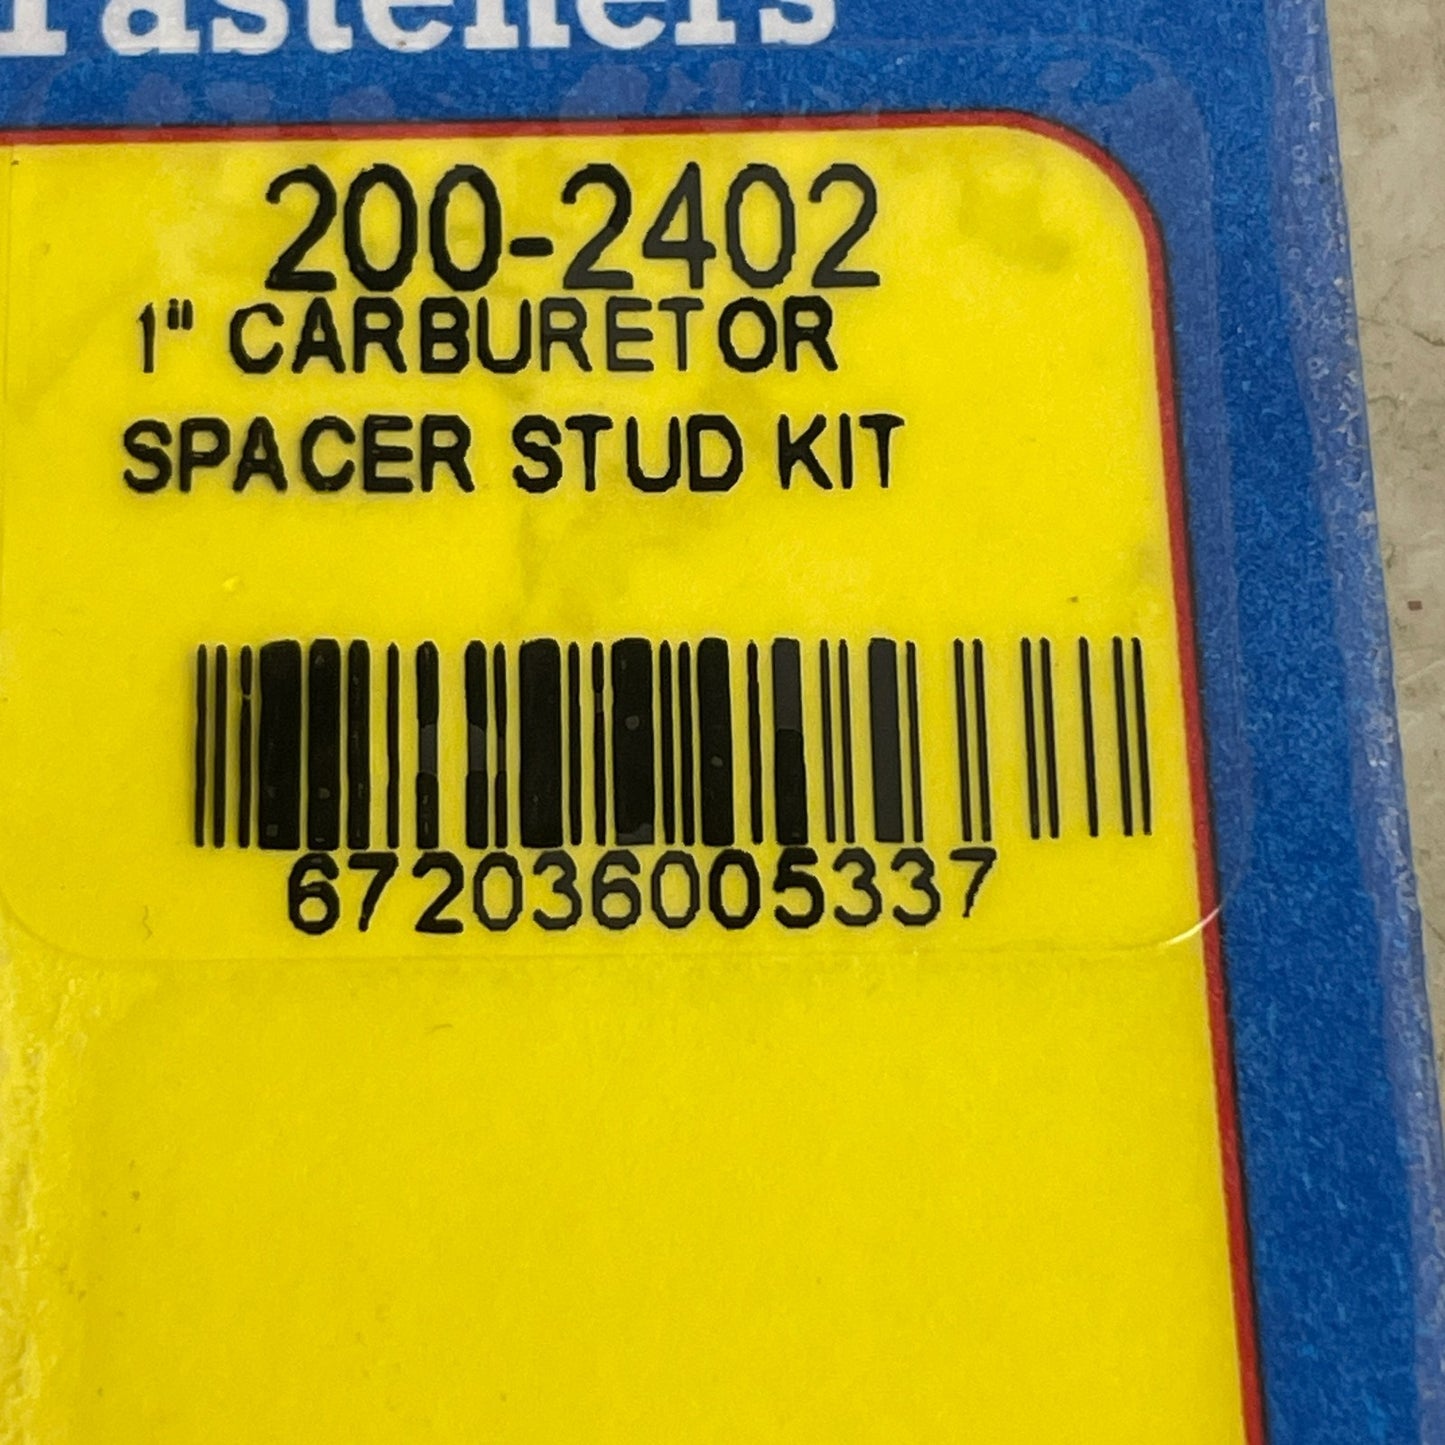 Fasteners
200-2402
1" CARBURETOR
SPACER STUD KIT
672036005337